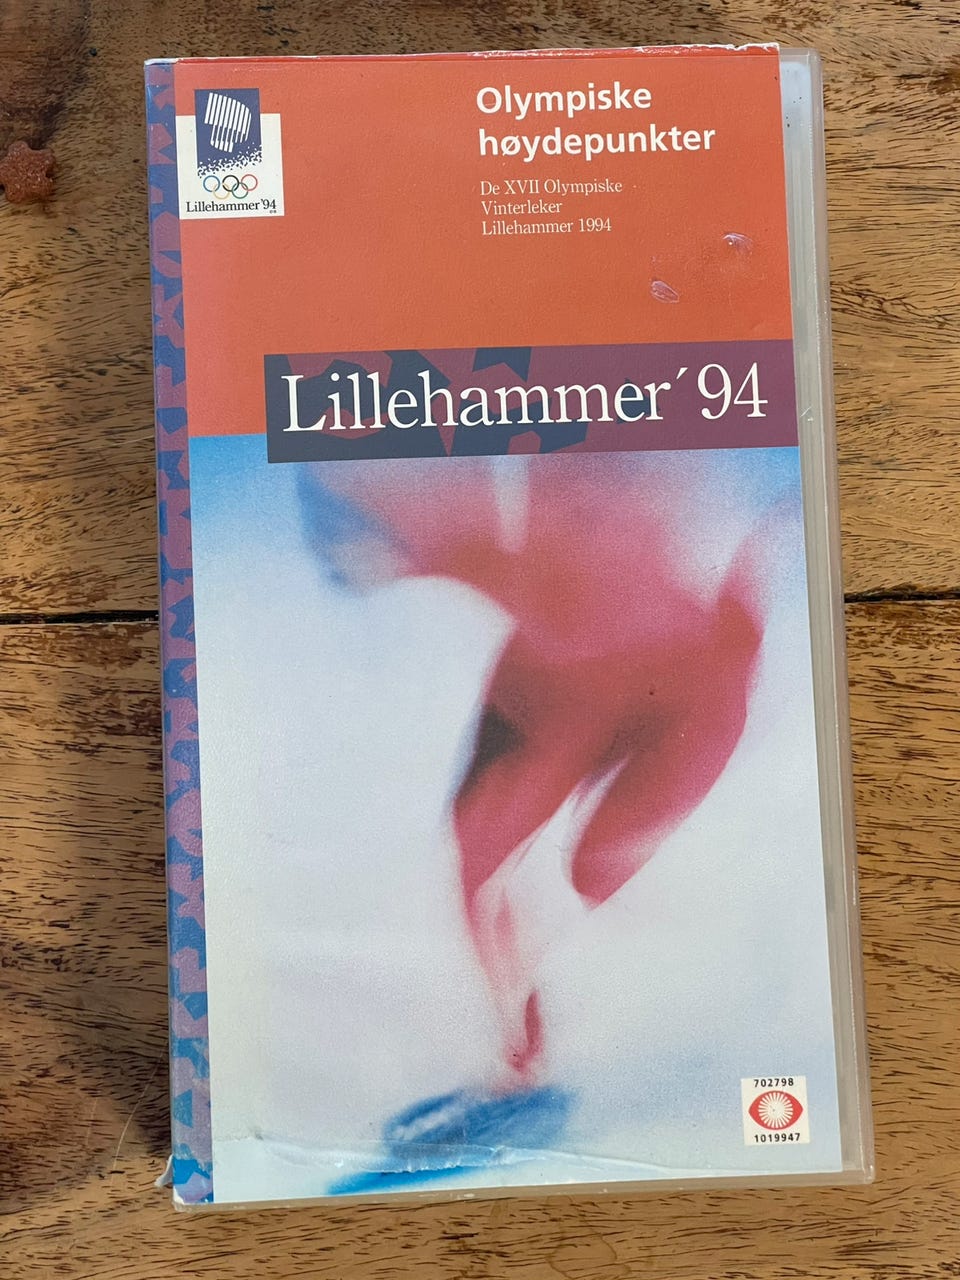 Olympiske
høydepunkter
De XVII Olympiske
Vinterleker
Lillehammer 1994
Lillehammer'94
Lillehammer´94
702798
1019947